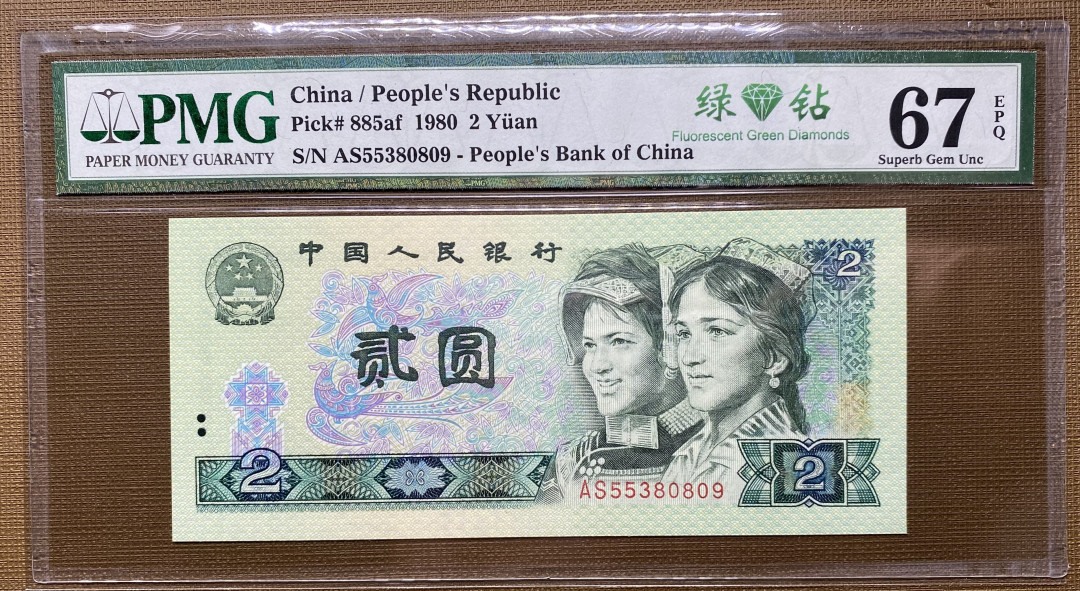 PMG
PAPER MONEY GUARANTY
China / People's Republic
Pick# 885af 1980 2 Yüan
S/N AS55380809 - People's Bank of China
绿 钻
Fluorescent Green Diamonds
67
EPQ
Superb Gem Unc
中国人民银行
2
贰圆
2
AS55380809
2